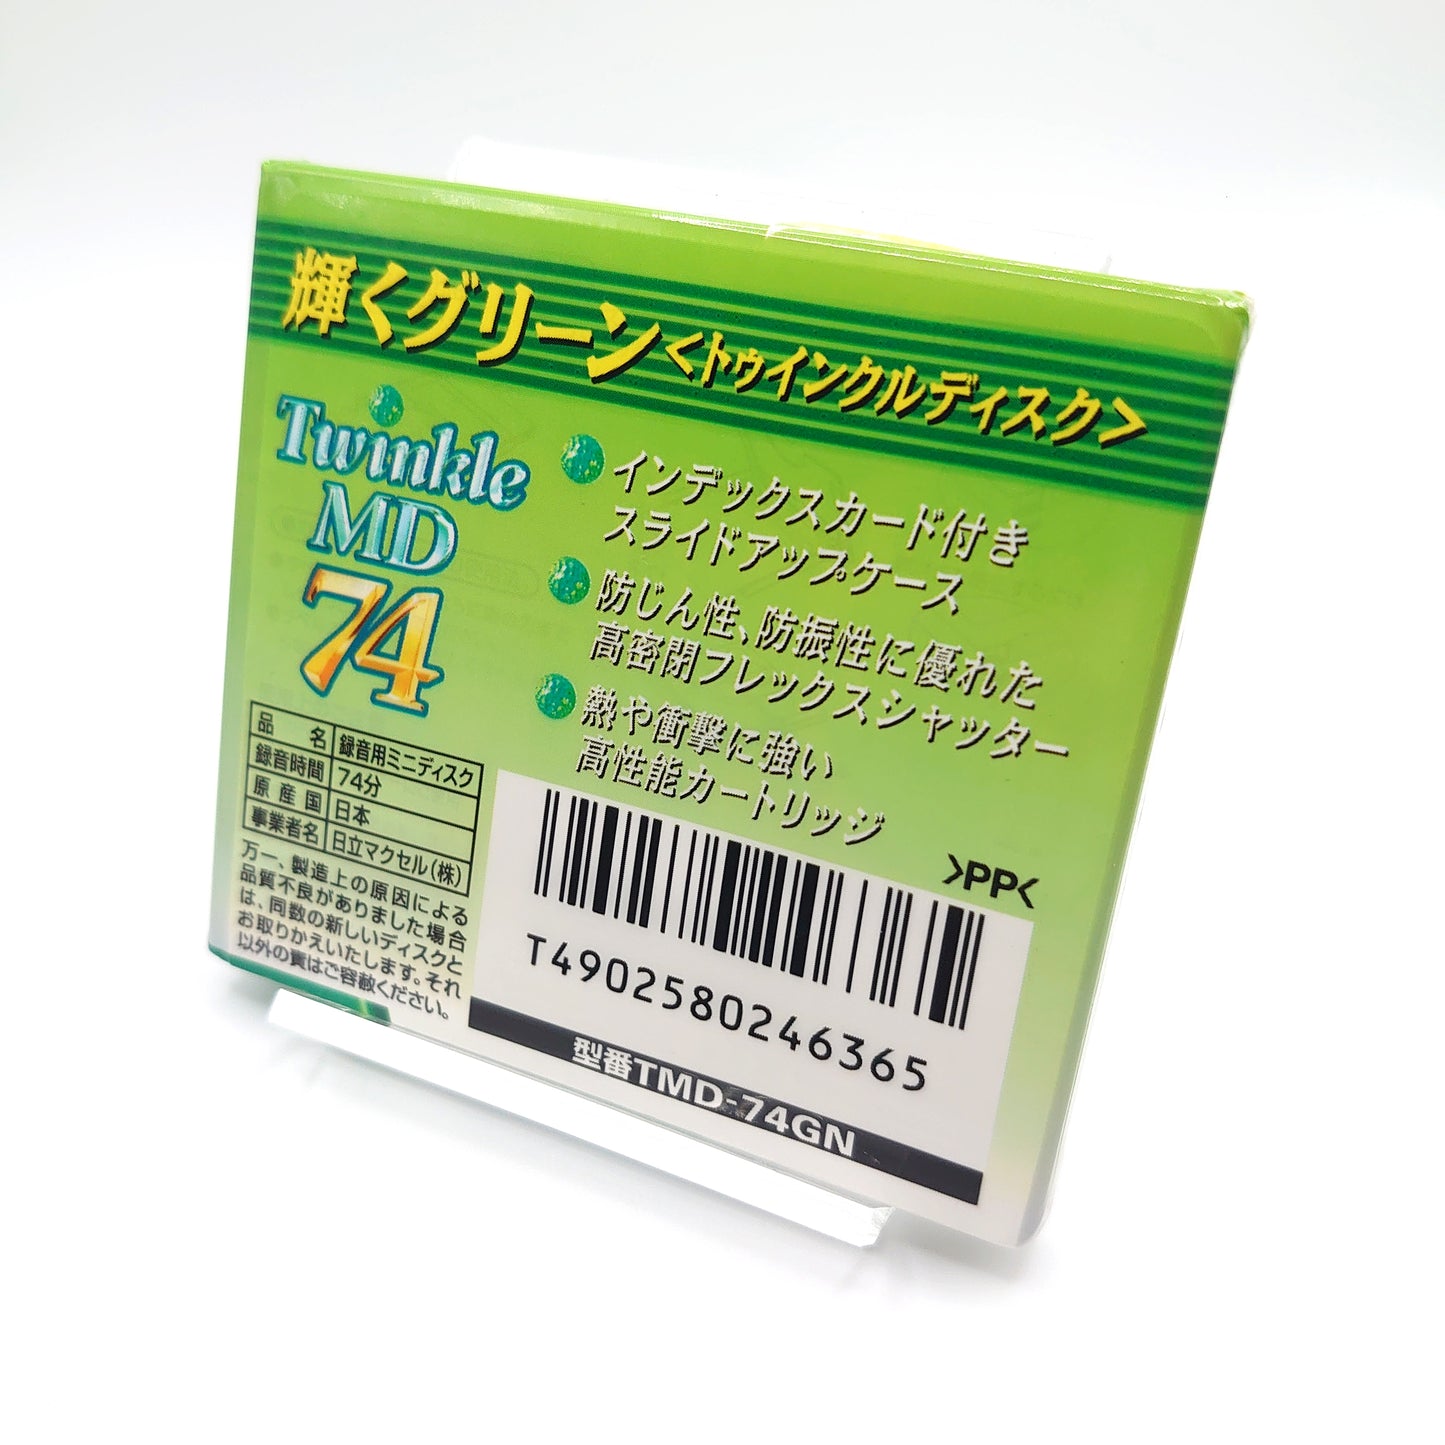 輝くグリーン<トゥインクルディスク>
Twinkle
MD
74
インデックスカード付き
スライドアップケース
防じん性、防振性に優れた
高密閉フレックスシャッター
熱や衝撃に強い
高性能カートリッジ
品名 録音用ミニディスク
録音時間 74分
原産国 日本
事業者名 日立マクセル(株)
万一、製造上の原因による
品質不良がありました場合
は、同数の新しいディスクと
お取りかえいたします。それ
以外の責はご容赦ください。
>PP<
T4902580246365
型番TMD-74GN